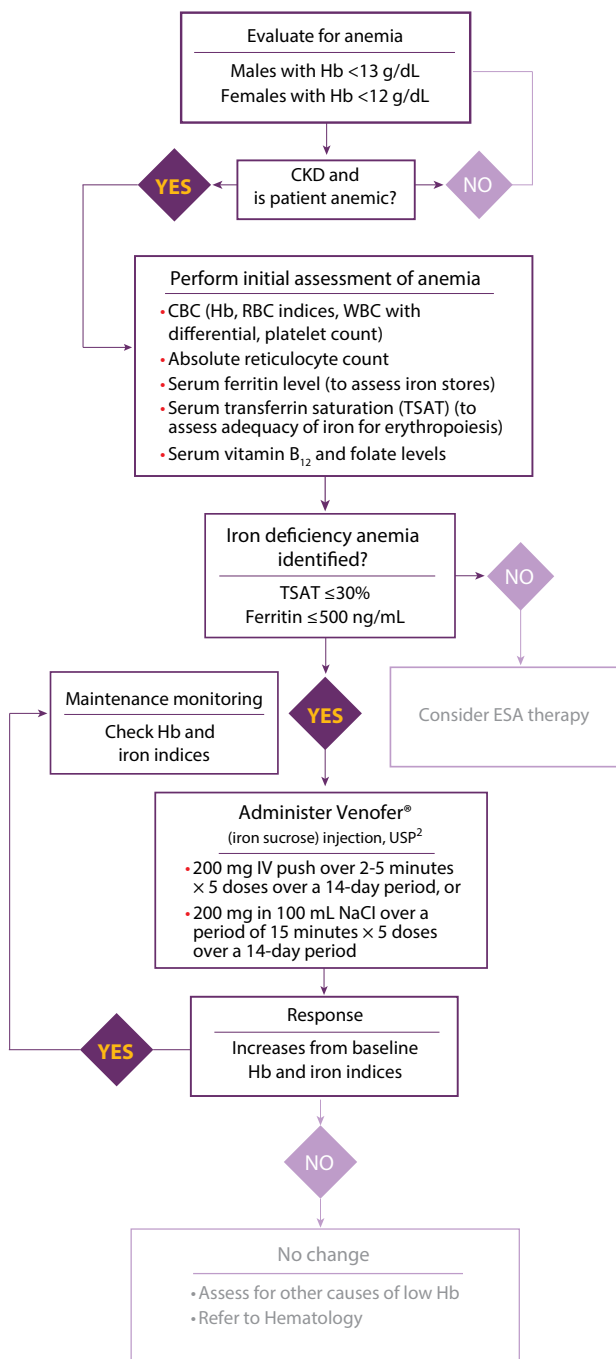 Evaluate for anemia
Males with Hb <13 g/dL
Females with Hb <12 g/dL
YES
CKD and
is patient anemic?
NO
Perform initial assessment of anemia
• CBC (Hb, RBC indices, WBC with
differential, platelet count)
• Absolute reticulocyte count
• Serum ferritin level (to assess iron stores)
• Serum transferrin saturation (TSAT) (to
assess adequacy of iron for erythropoiesis)
• Serum vitamin B12 and folate levels
Iron deficiency anemia
identified?
TSAT ≤30%
Ferritin ≤500 ng/mL
NO
Maintenance monitoring
Check Hb and
iron indices
YES
Consider ESA therapy
Administer Venofer®
(iron sucrose) injection, USP2
• 200 mg IV push over 2-5 minutes
× 5 doses over a 14-day period, or
• 200 mg in 100 mL NaCl over a
period of 15 minutes × 5 doses
over a 14-day period
Response
Increases from baseline
Hb and iron indices
YES
NO
No change
• Assess for other causes of low Hb
• Refer to Hematology